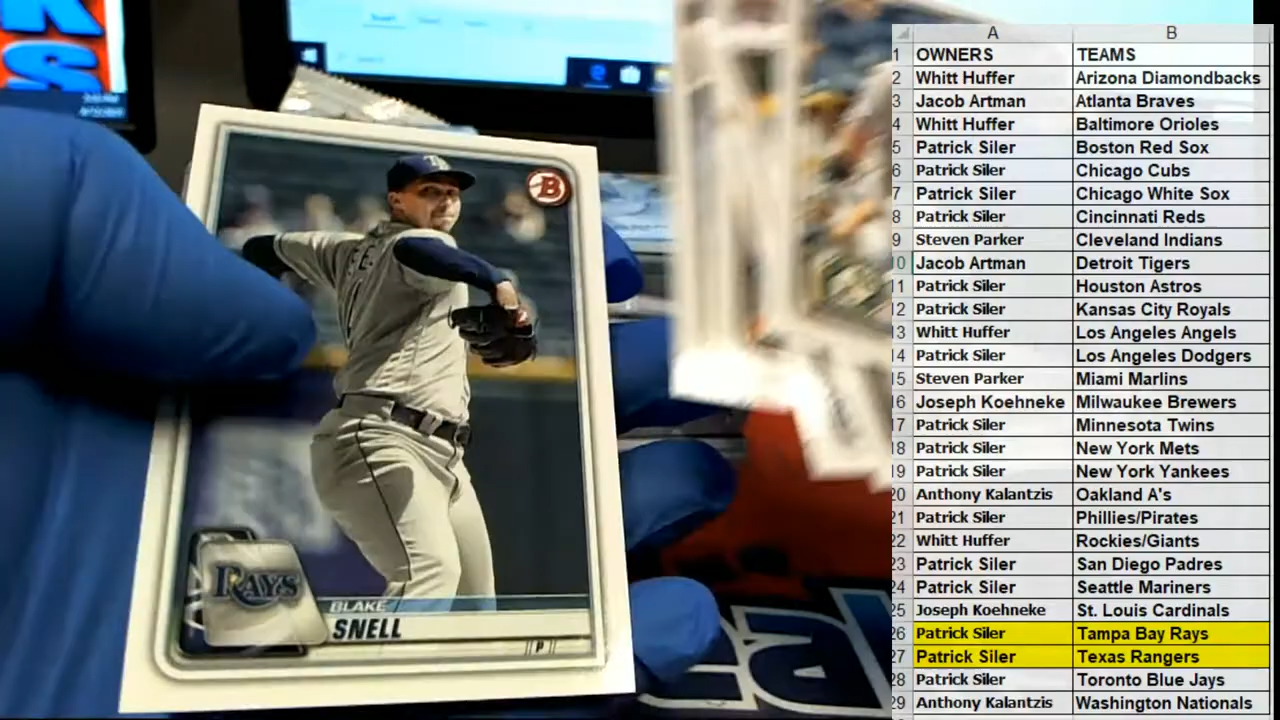 K
S
B
TB
RAYS
BLAKE
SNELL
P
A B
1 OWNERS TEAMS
2 Whitt Huffer Arizona Diamondbacks
3 Jacob Artman Atlanta Braves
4 Whitt Huffer Baltimore Orioles
5 Patrick Siler Boston Red Sox
6 Patrick Siler Chicago Cubs
7 Patrick Siler Chicago White Sox
8 Patrick Siler Cincinnati Reds
9 Steven Parker Cleveland Indians
10 Jacob Artman Detroit Tigers
11 Patrick Siler Houston Astros
12 Patrick Siler Kansas City Royals
13 Whitt Huffer Los Angeles Angels
14 Patrick Siler Los Angeles Dodgers
15 Steven Parker Miami Marlins
16 Joseph Koehneke Milwaukee Brewers
17 Patrick Siler Minnesota Twins
18 Patrick Siler New York Mets
19 Patrick Siler New York Yankees
20 Anthony Kalantzis Oakland A's
21 Patrick Siler Phillies/Pirates
22 Whitt Huffer Rockies/Giants
23 Patrick Siler San Diego Padres
24 Patrick Siler Seattle Mariners
25 Joseph Koehneke St. Louis Cardinals
26 Patrick Siler Tampa Bay Rays
27 Patrick Siler Texas Rangers
28 Patrick Siler Toronto Blue Jays
29 Anthony Kalantzis Washington Nationals